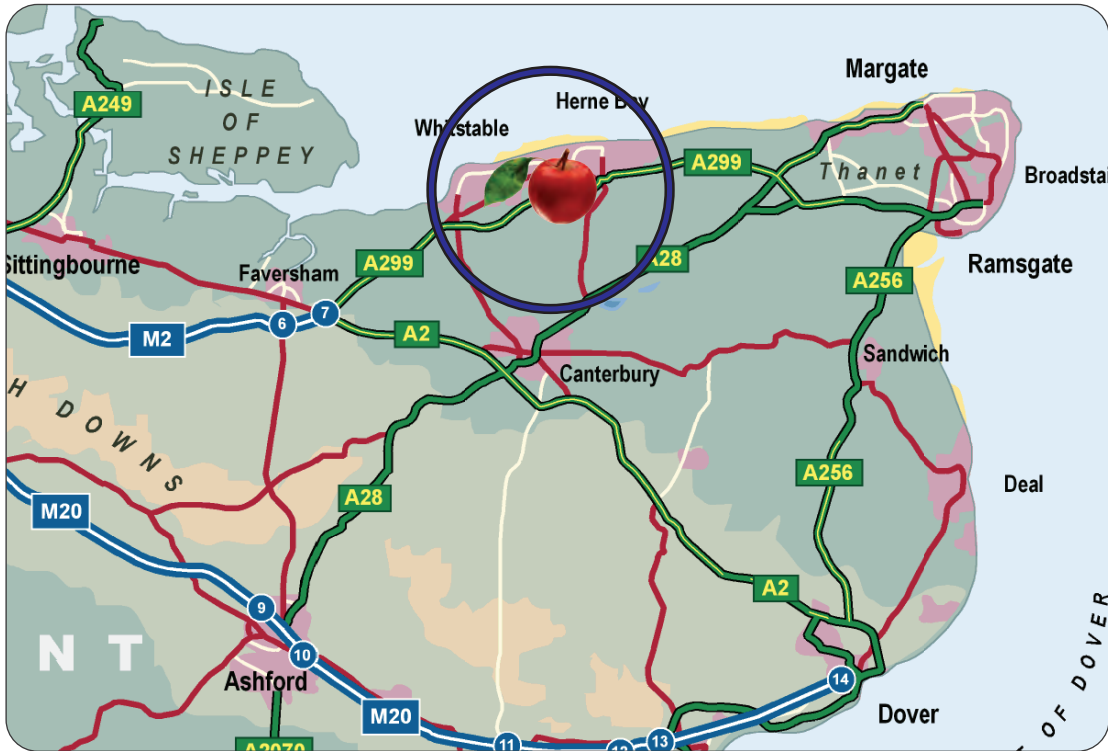 ISLE
OF
SHEPPEY
A249
Margate
Herne Bay
Whitstable
A299
Thanet
Broadstai
Sittingbourne
Faversham
A299
A28
A256
Ramsgate
M2
6
7
A2
Sandwich
Canterbury
H DOWNS
A28
A256
Deal
M20
A2
9
10
N T
Ashford
14
M20
Dover
OF DOVER
11
12
13
A2070